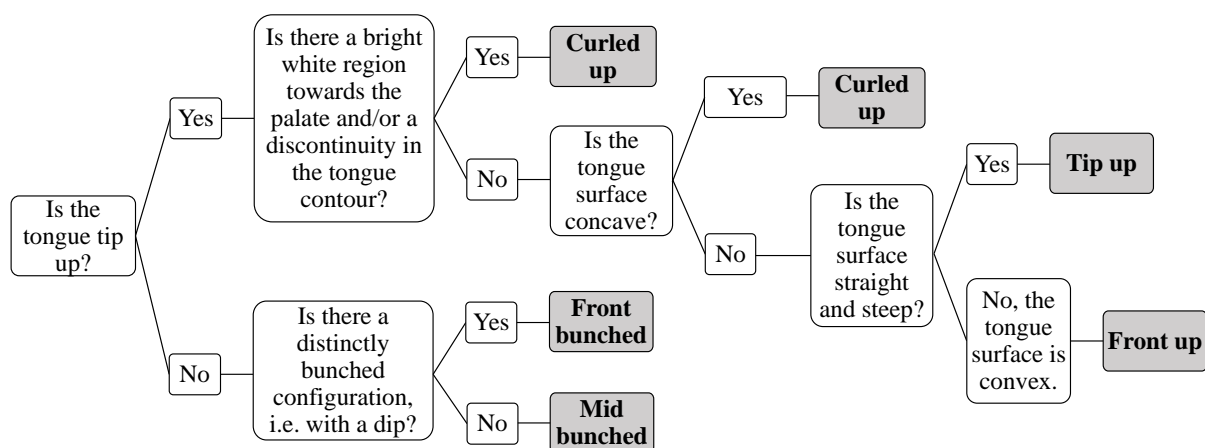 Is the
tongue tip
up?
Yes
Is there a bright
white region
towards the
palate and/or a
discontinuity in
the tongue
contour?
Yes
Curled
up
No
Is the
tongue
surface
concave?
Yes
Curled
up
No
Is the
tongue
surface
straight
and steep?
Yes
Tip up
No, the
tongue
surface is
convex.
Front up
No
Is there a
distinctly
bunched
configuration,
i.e. with a dip?
Yes
Front
bunched
No
Mid
bunched